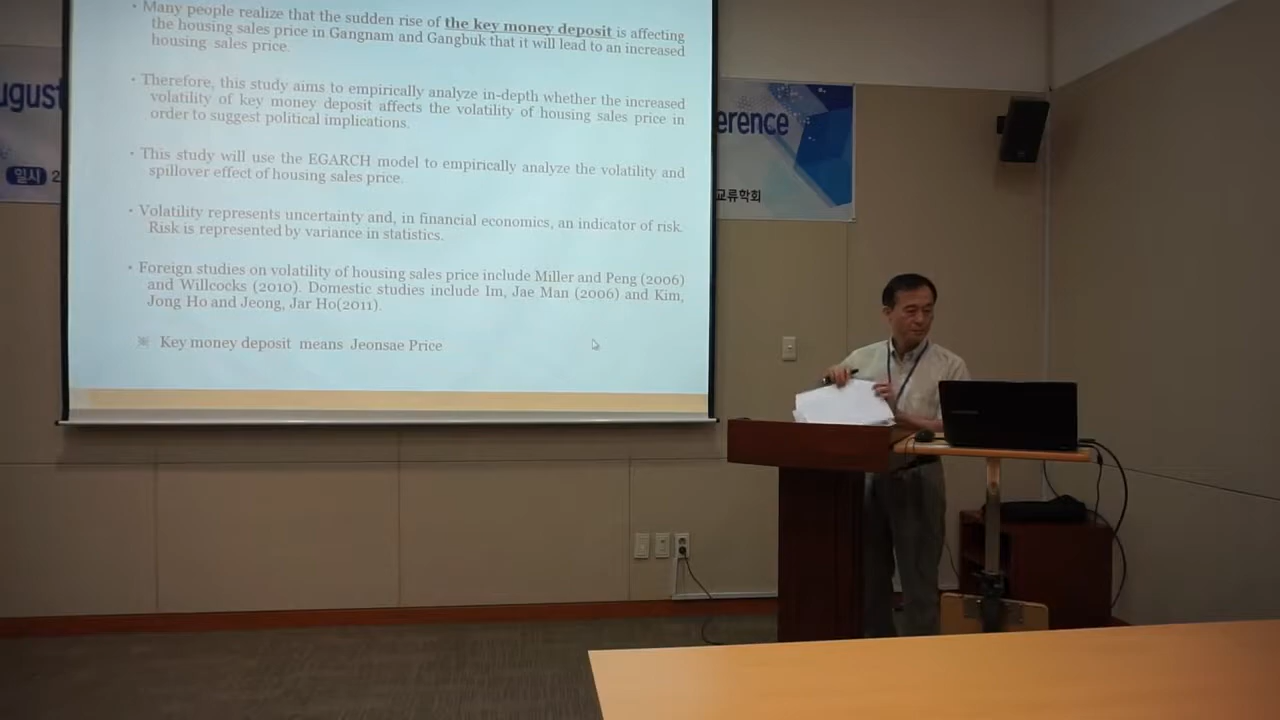 • Many people realize that the sudden rise of the key money deposit is affecting
the housing sales price in Gangnam and Gangbuk that it will lead to an increased
housing sales price.
• Therefore, this study aims to empirically analyze in-depth whether the increased
volatility of key money deposit affects the volatility of housing sales price in
order to suggest political implications.
• This study will use the EGARCH model to empirically analyze the volatility and
spillover effect of housing sales price.
• Volatility represents uncertainty and, in financial economics, an indicator of risk.
Risk is represented by variance in statistics.
• Foreign studies on volatility of housing sales price include Miller and Peng (2006)
and Willcocks (2010). Domestic studies include Im, Jae Man (2006) and Kim,
Jong Ho and Jeong, Jar Ho(2011).
※ Key money deposit means Jeonsae Price
ugust
erence
일시 2
교류학회